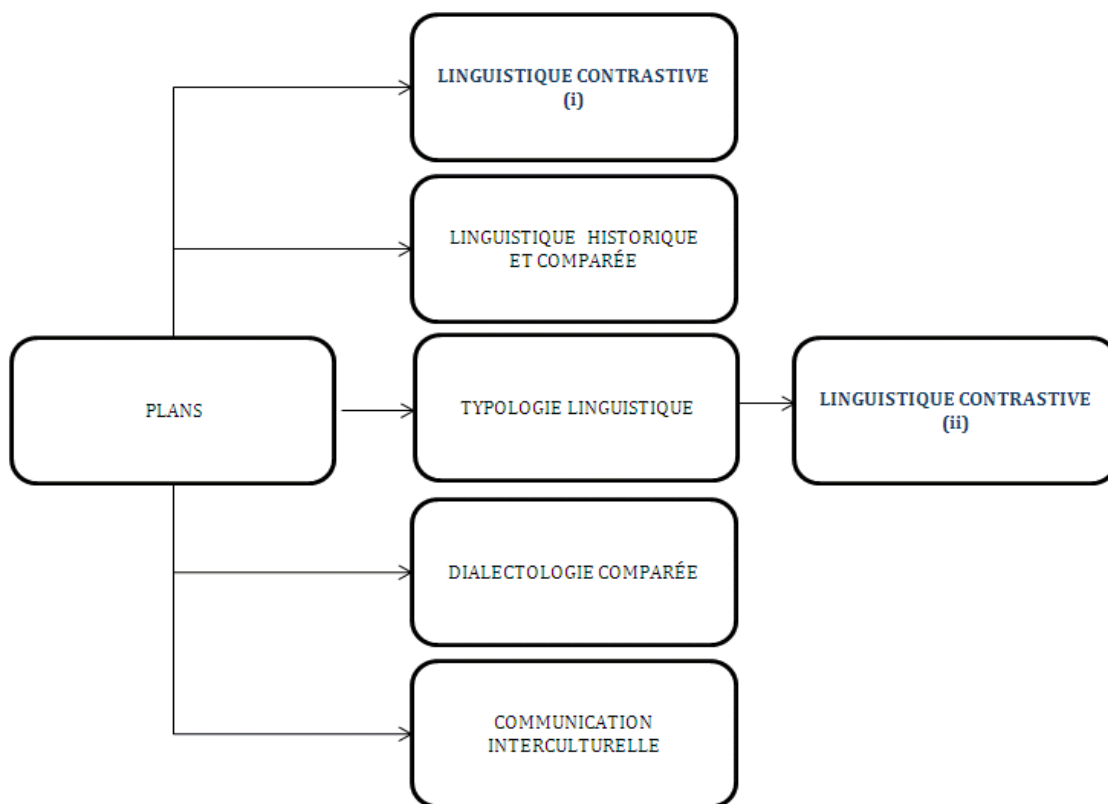 LINGUISTIQUE CONTRASTIVE
(i)
LINGUISTIQUE HISTORIQUE
ET COMPARÉE
PLANS
TYPOLOGIE LINGUISTIQUE
LINGUISTIQUE CONTRASTIVE
(ii)
DIALECTOLOGIE COMPARÉE
COMMUNICATION
INTERCULTURELLE